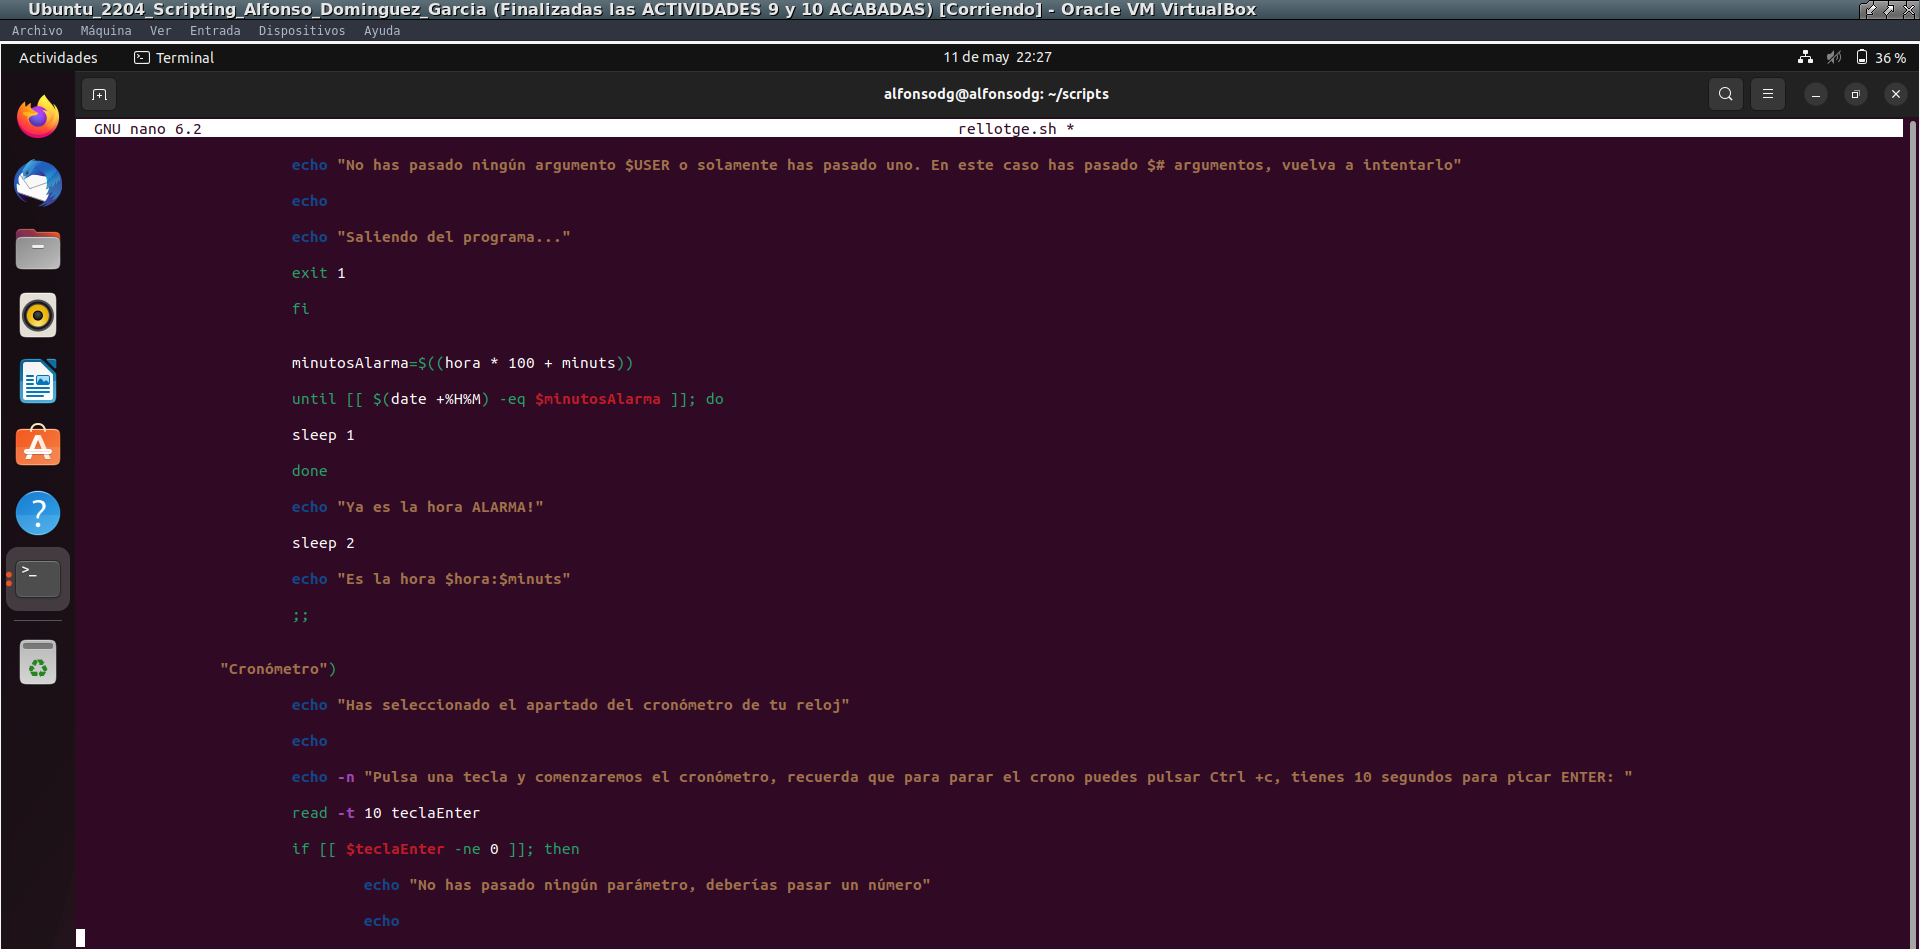 Ubuntu_2204_Scripting_Alfonso_Dominguez_Garcia (Finalizadas las ACTIVIDADES 9 y 10 ACABADAS) [Corriendo] - Oracle VM VirtualBox
Archivo Máquina Ver Entrada Dispositivos Ayuda
Actividades Terminal 11 de may 22:27 36 %
alfonsodg@alfonsodg: ~/scripts
GNU nano 6.2 rellotge.sh *
echo "No has pasado ningún argumento $USER o solamente has pasado uno. En este caso has pasado $# argumentos, vuelva a intentarlo"
echo
echo "Saliendo del programa..."
exit 1
fi
minutosAlarma=$((hora * 100 + minuts))
until [[ $(date +%H%M) -eq $minutosAlarma ]]; do
sleep 1
done
echo "Ya es la hora ALARMA!"
sleep 2
echo "Es la hora $hora:$minuts"
;;
"Cronómetro")
echo "Has seleccionado el apartado del cronómetro de tu reloj"
echo
echo -n "Pulsa una tecla y comenzaremos el cronómetro, recuerda que para parar el crono puedes pulsar Ctrl +c, tienes 10 segundos para picar ENTER: "
read -t 10 teclaEnter
if [[ $teclaEnter -ne 0 ]]; then
echo "No has pasado ningún parámetro, deberías pasar un número"
echo